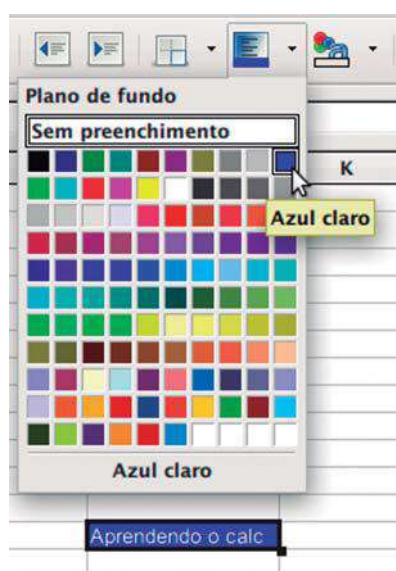 Plano de fundo
Sem preenchimento
K
Azul claro
Azul claro
Aprendendo o calc